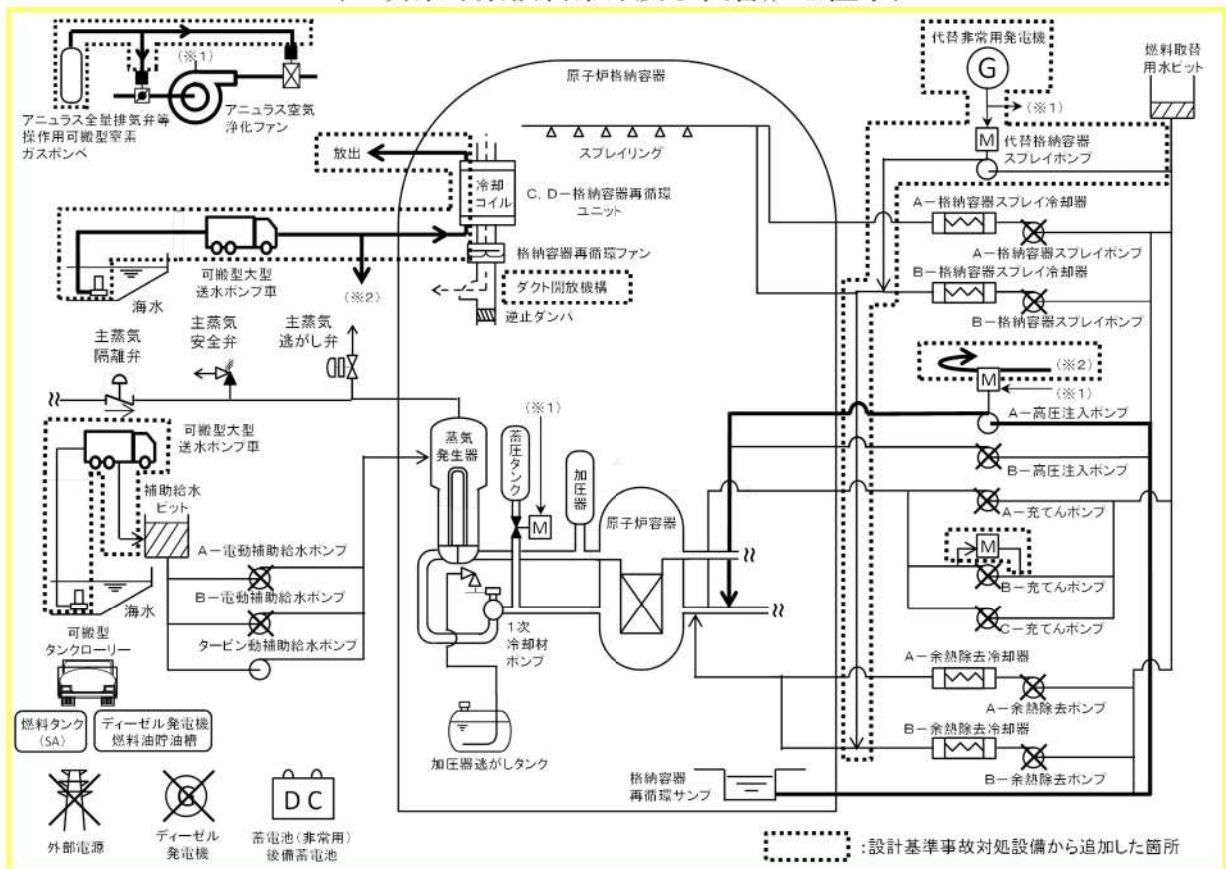 (※1)
アニュラス全量排気弁等
操作用可搬型窒素
ガスボンベ
アニュラス空気
浄化ファン
原子炉格納容器
スプレイリング
代替非常用発電機
G
(※1)
M
代替格納容器
スプレイポンプ
燃料取替
用水ピット
放出
冷却
コイル
C，D－格納容器再循環
ユニット
格納容器再循環ファン
ダクト開放機構
逆止ダンパ
可搬型大型
送水ポンプ車
海水
(※2)
A－格納容器スプレイ冷却器
A－格納容器スプレイポンプ
B－格納容器スプレイ冷却器
B－格納容器スプレイポンプ
主蒸気
隔離弁
主蒸気
安全弁
主蒸気
逃がし弁
(※2)
M
(※1)
A－高圧注入ポンプ
B－高圧注入ポンプ
A－充てんポンプ
M
B－充てんポンプ
C－充てんポンプ
可搬型大型
送水ポンプ車
補助給水
ピット
海水
A－電動補助給水ポンプ
B－電動補助給水ポンプ
タービン動補助給水ポンプ
蒸気
発生器
(※1)
蓄圧タンク
M
加圧器
原子炉容器
1次
冷却材
ポンプ
加圧器逃がしタンク
A－余熱除去冷却器
A－余熱除去ポンプ
B－余熱除去冷却器
B－余熱除去ポンプ
格納容器
再循環サンプ
可搬型
タンクローリー
燃料タンク
(SA)
ディーゼル発電機
燃料油貯油槽
外部電源
G
ディーゼル
発電機
DC
蓄電池(非常用)
後備蓄電池
:設計基準事故対処設備から追加した箇所